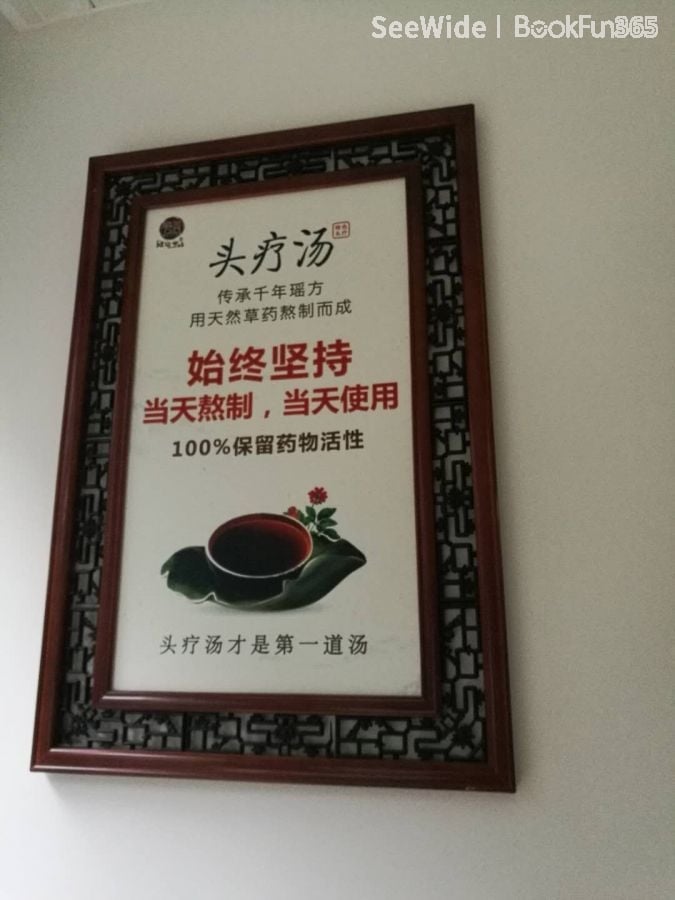 SeeWide | BookFun365
头疗汤
传承千年瑶方
用天然草药熬制而成
始终坚持
当天熬制，当天使用
100%保留药物活性
头疗汤才是第一道汤